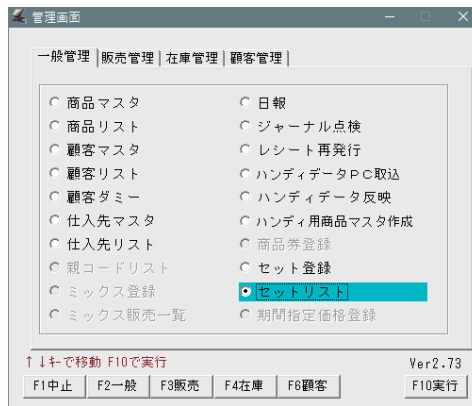 管理画面
一般管理 販売管理 在庫管理 顧客管理
商品マスタ
商品リスト
顧客マスタ
顧客リスト
顧客ダミー
仕入先マスタ
仕入先リスト
親コードリスト
ミックス登録
ミックス販売一覧
日報
ジャーナル点検
レシート再発行
ハンディデータPC取込
ハンディデータ反映
ハンディ用商品マスタ作成
商品券登録
セット登録
セットリスト
期間指定価格登録
↑↓キーで移動 F10で実行
Ver2.73
F1中止 F2一般 F3販売 F4在庫 F6顧客 F10実行